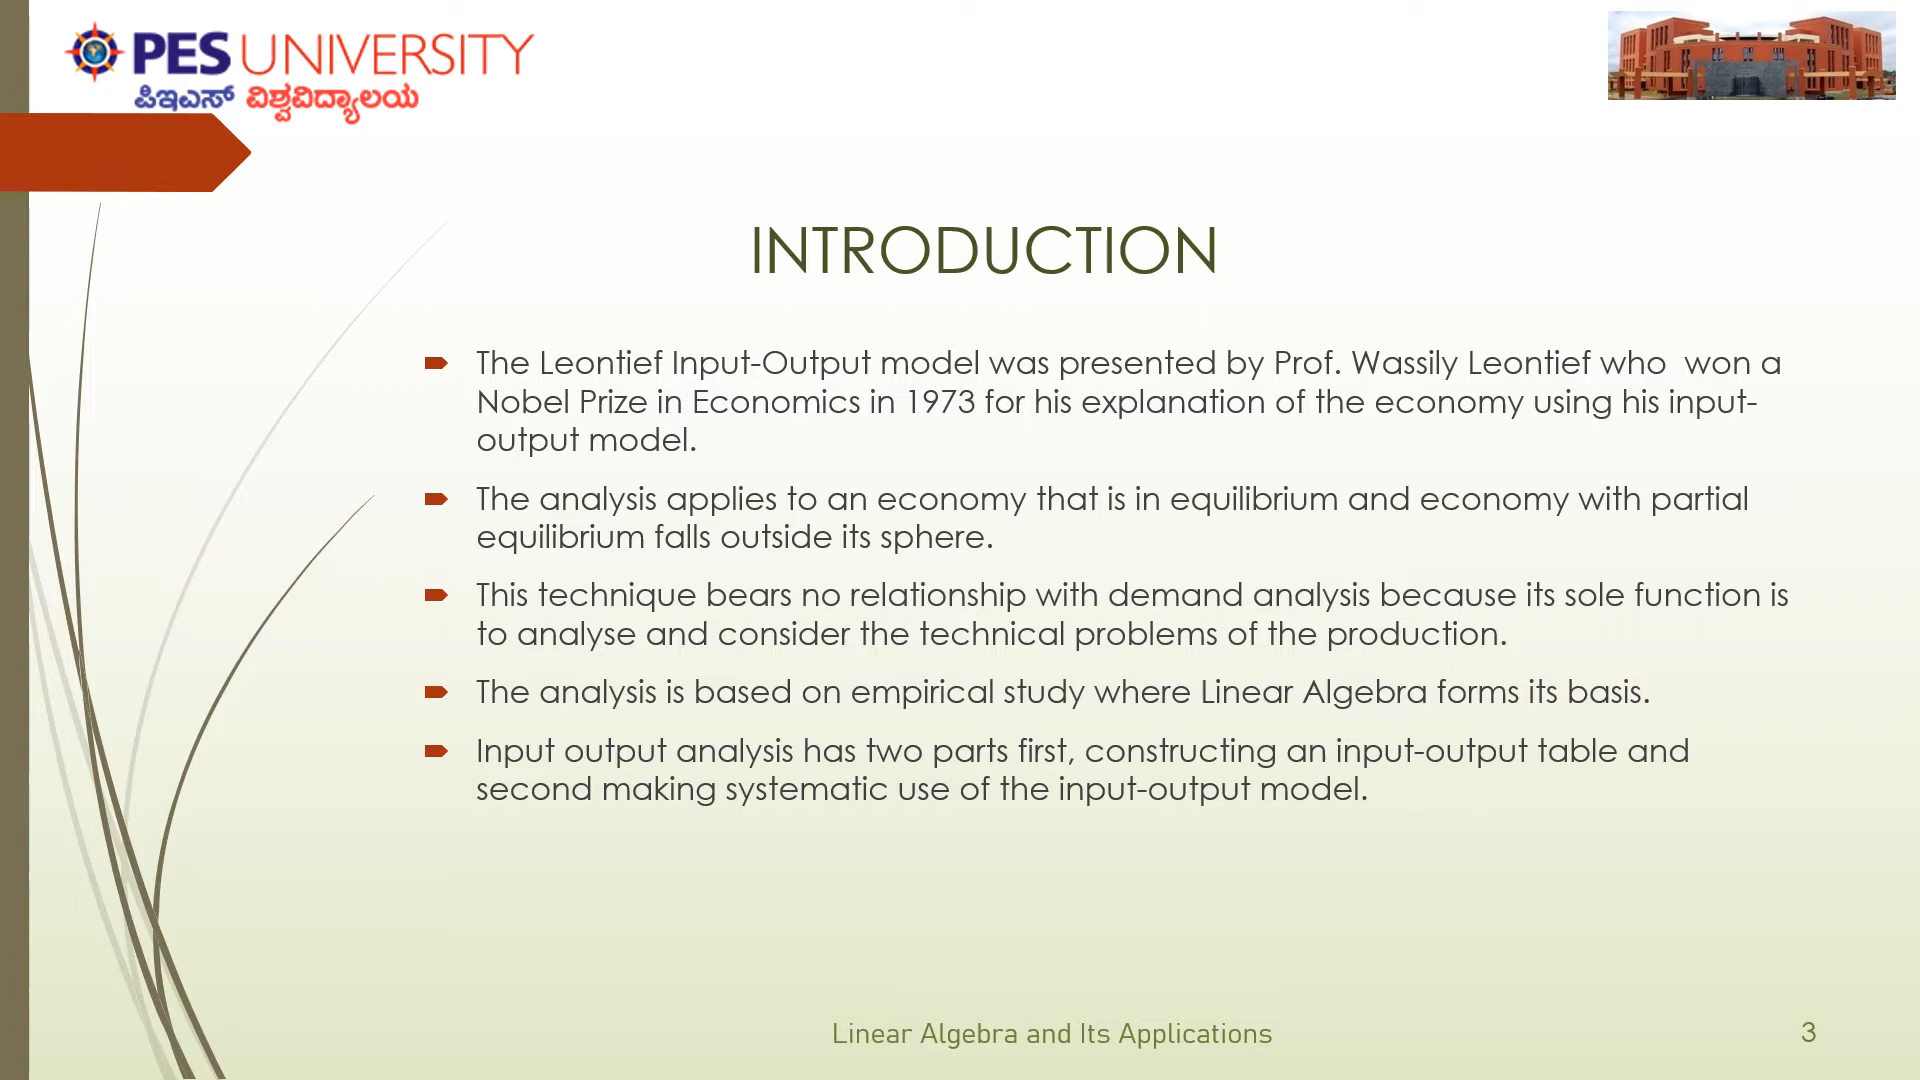 PES UNIVERSITY
ಪಿಇಎಸ್ ವಿಶ್ವವಿದ್ಯಾಲಯ
INTRODUCTION
The Leontief Input-Output model was presented by Prof. Wassily Leontief who  won a
Nobel Prize in Economics in 1973 for his explanation of the economy using his input-
output model.
The analysis applies to an economy that is in equilibrium and economy with partial
equilibrium falls outside its sphere.
This technique bears no relationship with demand analysis because its sole function is
to analyse and consider the technical problems of the production.
The analysis is based on empirical study where Linear Algebra forms its basis.
Input output analysis has two parts first, constructing an input-output table and
second making systematic use of the input-output model.
Linear Algebra and Its Applications
3